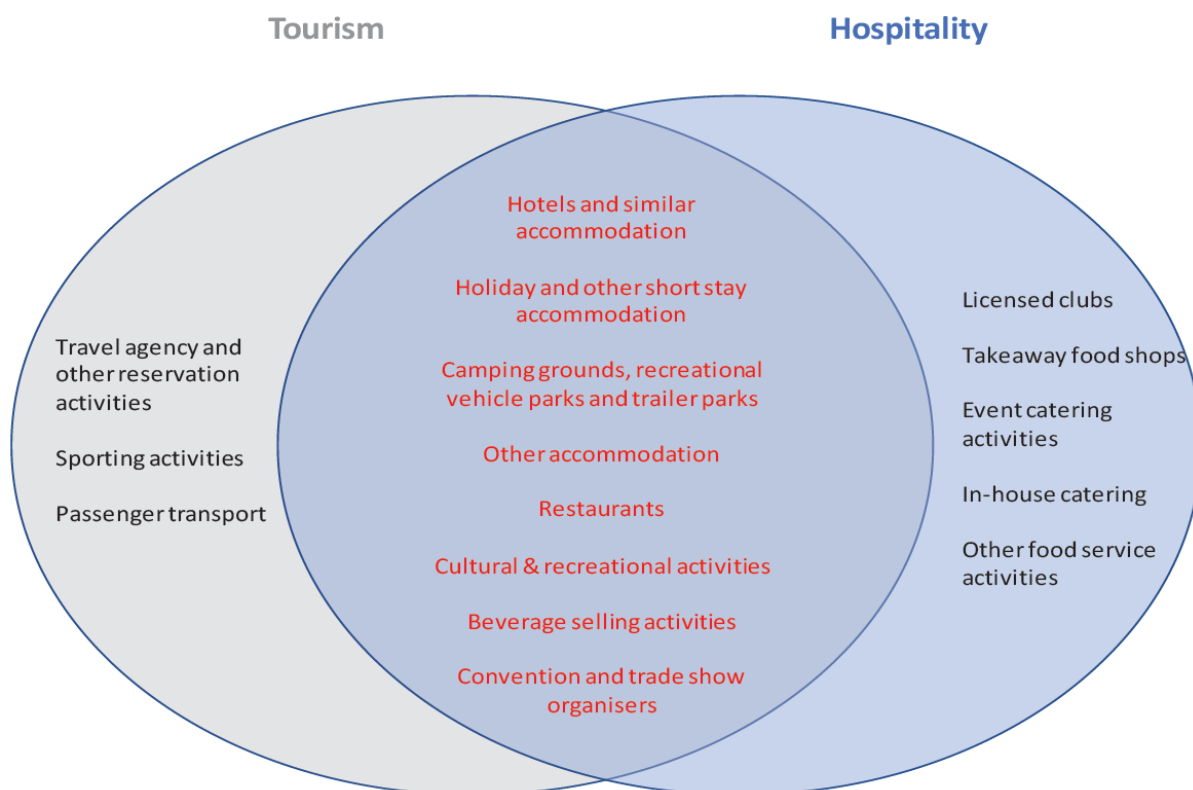 Tourism
Hospitality
Travel agency and
other reservation
activities
Sporting activities
Passenger transport
Hotels and similar
accommodation
Holiday and other short stay
accommodation
Camping grounds, recreational
vehicle parks and trailer parks
Other accommodation
Restaurants
Cultural & recreational activities
Beverage selling activities
Convention and trade show
organisers
Licensed clubs
Takeaway food shops
Event catering
activities
In-house catering
Other food service
activities